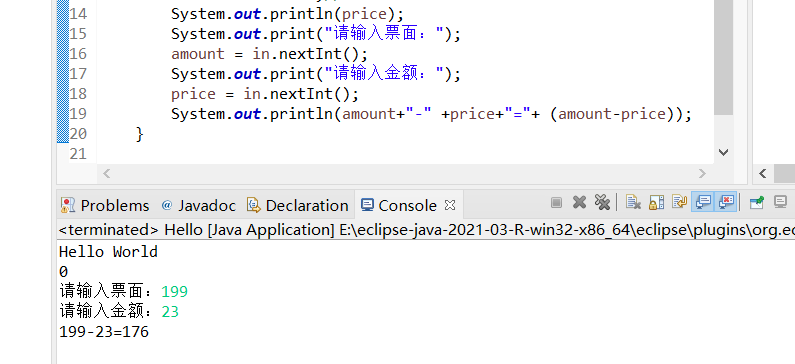 14 System.out.println(price);
15 System.out.print("请输入票面：");
16 amount = in.nextInt();
17 System.out.print("请输入金额：");
18 price = in.nextInt();
19 System.out.println(amount+"-" +price+"="+ (amount-price));
20 }
21
Problems @ Javadoc Declaration Console
<terminated> Hello [Java Application] E:\eclipse-java-2021-03-R-win32-x86_64\eclipse\plugins\org.ec
Hello World
0
请输入票面：199
请输入金额：23
199-23=176